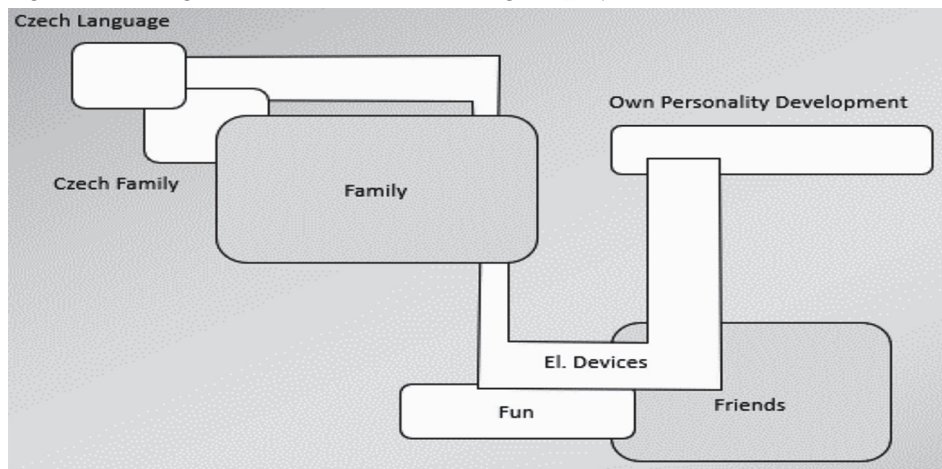 Czech Language
Own Personality Development
Czech Family
Family
El. Devices
Fun
Friends